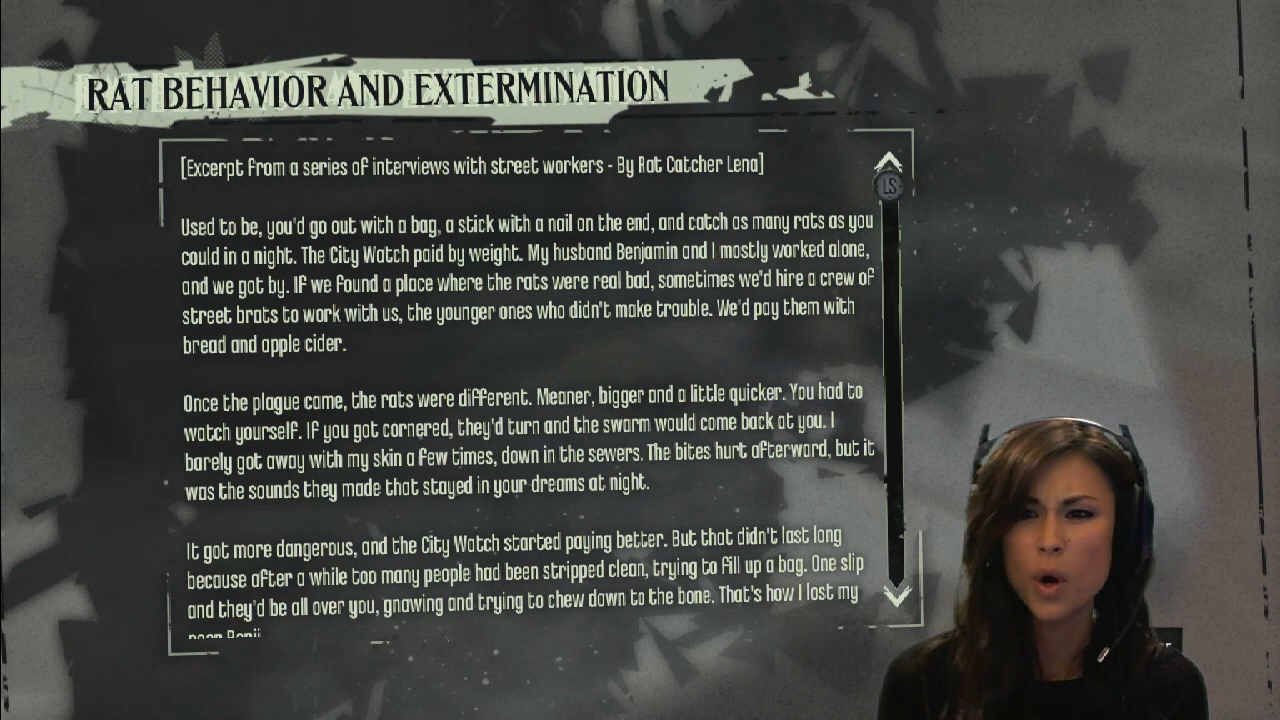 RAT BEHAVIOR AND EXTERMINATION
[Excerpt from a series of interviews with street workers - By Rat Catcher Lena]
LS
Used to be, you'd go out with a bag, a stick with a nail on the end, and catch as many rats as you
could in a night. The City Watch paid by weight. My husband Benjamin and I mostly worked alone,
and we got by. If we found a place where the rats were real bad, sometimes we'd hire a crew of
street brats to work with us, the younger ones who didn't make trouble. We'd pay them with
bread and apple cider.
Once the plague came, the rats were different. Meaner, bigger and a little quicker. You had to
watch yourself. If you got cornered, they'd turn and the swarm would come back at you. I
barely got away with my skin a few times, down in the sewers. The bites hurt afterward, but it
was the sounds they made that stayed in your dreams at night.
It got more dangerous, and the City Watch started paying better. But that didn't last long
because after a while too many people had been stripped clean, trying to fill up a bag. One slip
and they'd be all over you, gnawing and trying to chew down to the bone. That's how I lost my